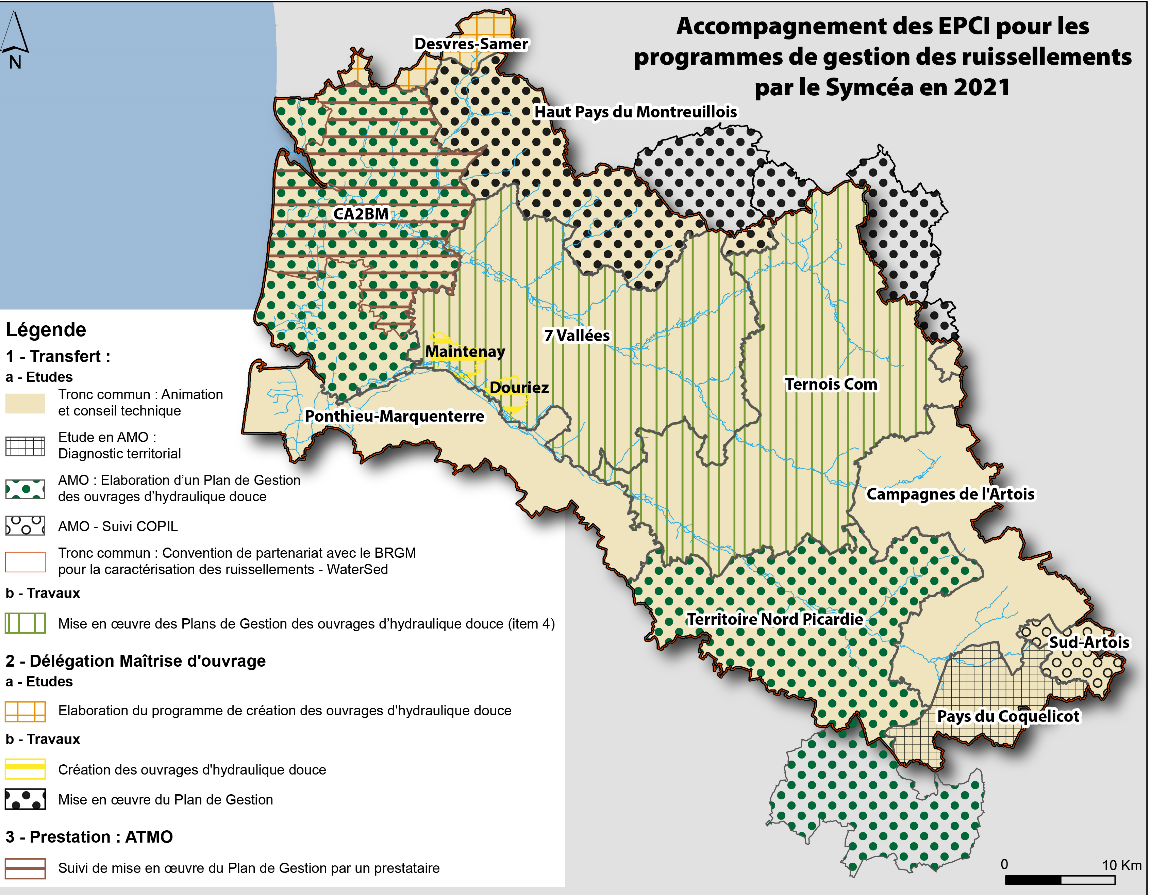 Accompagnement des EPCI pour les
programmes de gestion des ruissellements
par le Symcéa en 2021
N
Desvres-Samer
Haut Pays du Montreuillois
CA2BM
7 Vallées
Maintenay
Douriez
Ternois Com
Ponthieu-Marquenterre
Campagnes de l'Artois
Territoire Nord Picardie
Sud-Artois
Pays du Coquelicot
Légende
1 - Transfert :
a - Etudes
Tronc commun : Animation
et conseil technique
Etude en AMO :
Diagnostic territorial
AMO : Elaboration d'un Plan de Gestion
des ouvrages d'hydraulique douce
AMO - Suivi COPIL
Tronc commun : Convention de partenariat avec le BRGM
pour la caractérisation des ruissellements - WaterSed
b - Travaux
Mise en œuvre des Plans de Gestion des ouvrages d'hydraulique douce (item 4)
2 - Délégation Maîtrise d'ouvrage
a - Etudes
Elaboration du programme de création des ouvrages d'hydraulique douce
b - Travaux
Création des ouvrages d'hydraulique douce
Mise en œuvre du Plan de Gestion
3 - Prestation : ATMO
Suivi de mise en œuvre du Plan de Gestion par un prestataire
0 10 Km